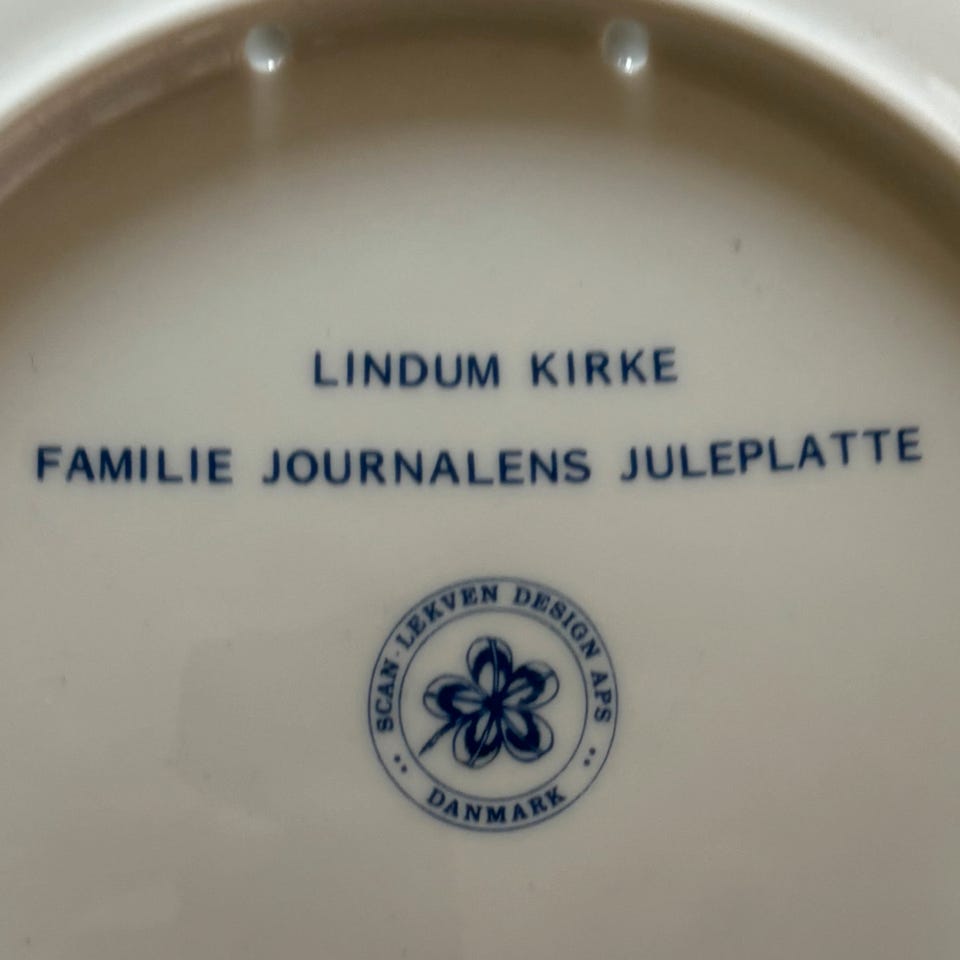 LINDUM KIRKE
FAMILIE JOURNALENS JULEPLATTE
SCAN·LEKVEN DESIGN APS
DANMARK